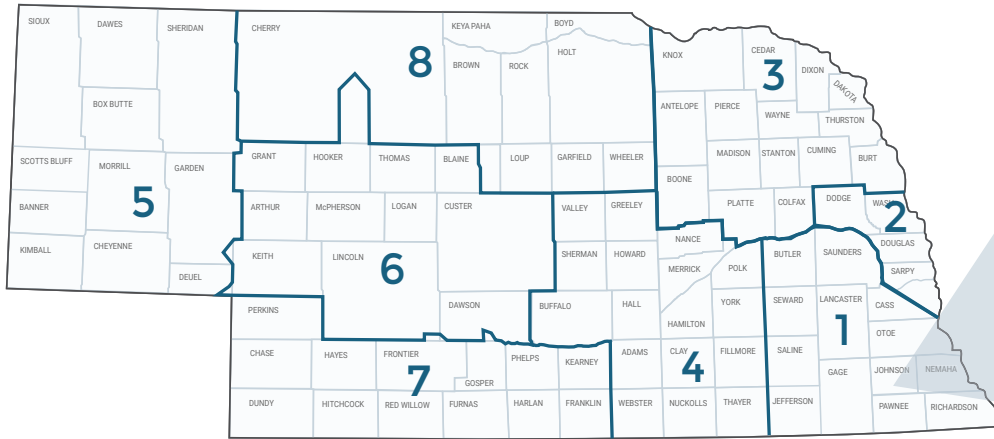 SIOUX
DAWES
SHERIDAN
CHERRY
KEYA PAHA
BOYD
HOLT
8
BROWN
ROCK
KNOX
CEDAR
3
DIXON
DAKOTA
BOX BUTTE
ANTELOPE
PIERCE
WAYNE
THURSTON
SCOTTS BLUFF
MORRILL
GARDEN
GRANT
HOOKER
THOMAS
BLAINE
LOUP
GARFIELD
WHEELER
MADISON
STANTON
CUMING
BURT
BOONE
BANNER
5
ARTHUR
McPHERSON
LOGAN
CUSTER
VALLEY
GREELEY
PLATTE
COLFAX
DODGE
WASH
2
KIMBALL
CHEYENNE
DEUEL
KEITH
LINCOLN
6
SHERMAN
HOWARD
NANCE
MERRICK
POLK
BUTLER
SAUNDERS
DOUGLAS
SARPY
PERKINS
DAWSON
BUFFALO
HALL
HAMILTON
YORK
SEWARD
LANCASTER
CASS
1
OTOE
CHASE
HAYES
FRONTIER
7
GOSPER
PHELPS
KEARNEY
ADAMS
CLAY
4
FILLMORE
SALINE
GAGE
JOHNSON
NEMAHA
DUNDY
HITCHCOCK
RED WILLOW
FURNAS
HARLAN
FRANKLIN
WEBSTER
NUCKOLLS
THAYER
JEFFERSON
PAWNEE
RICHARDSON